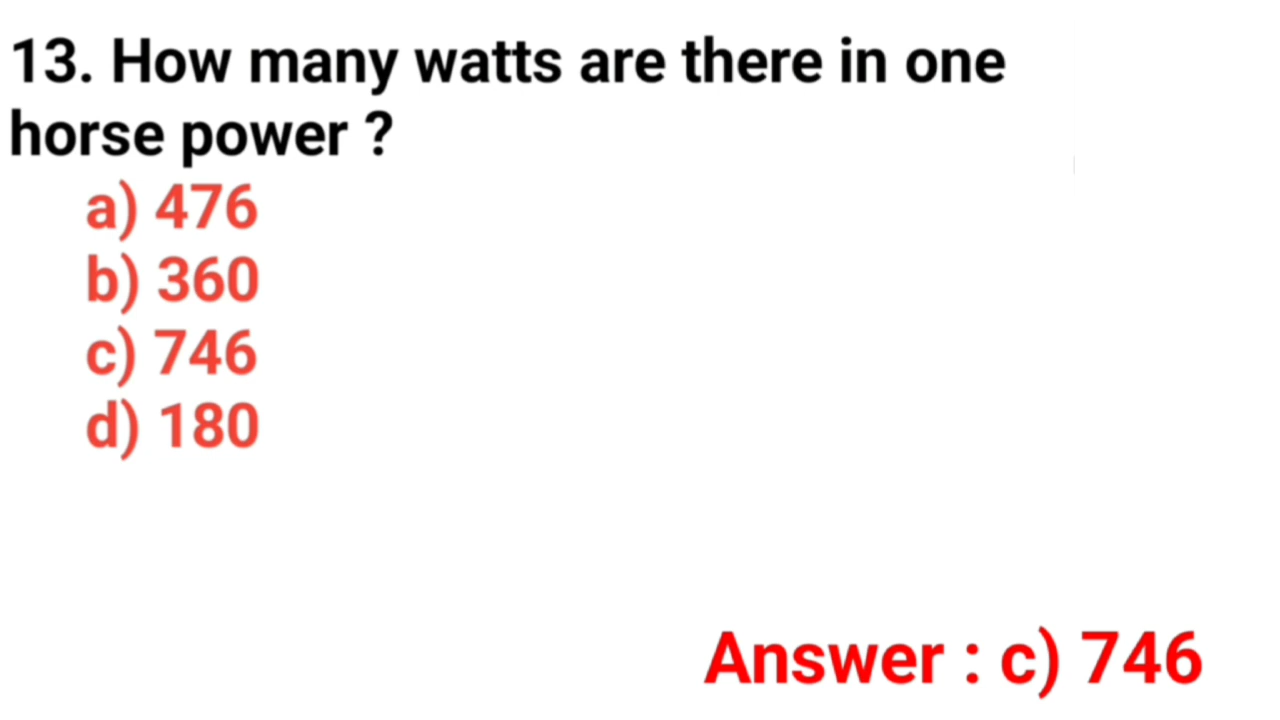 13. How many watts are there in one
horse power ?
a) 476
b) 360
c) 746
d) 180
Answer : c) 746